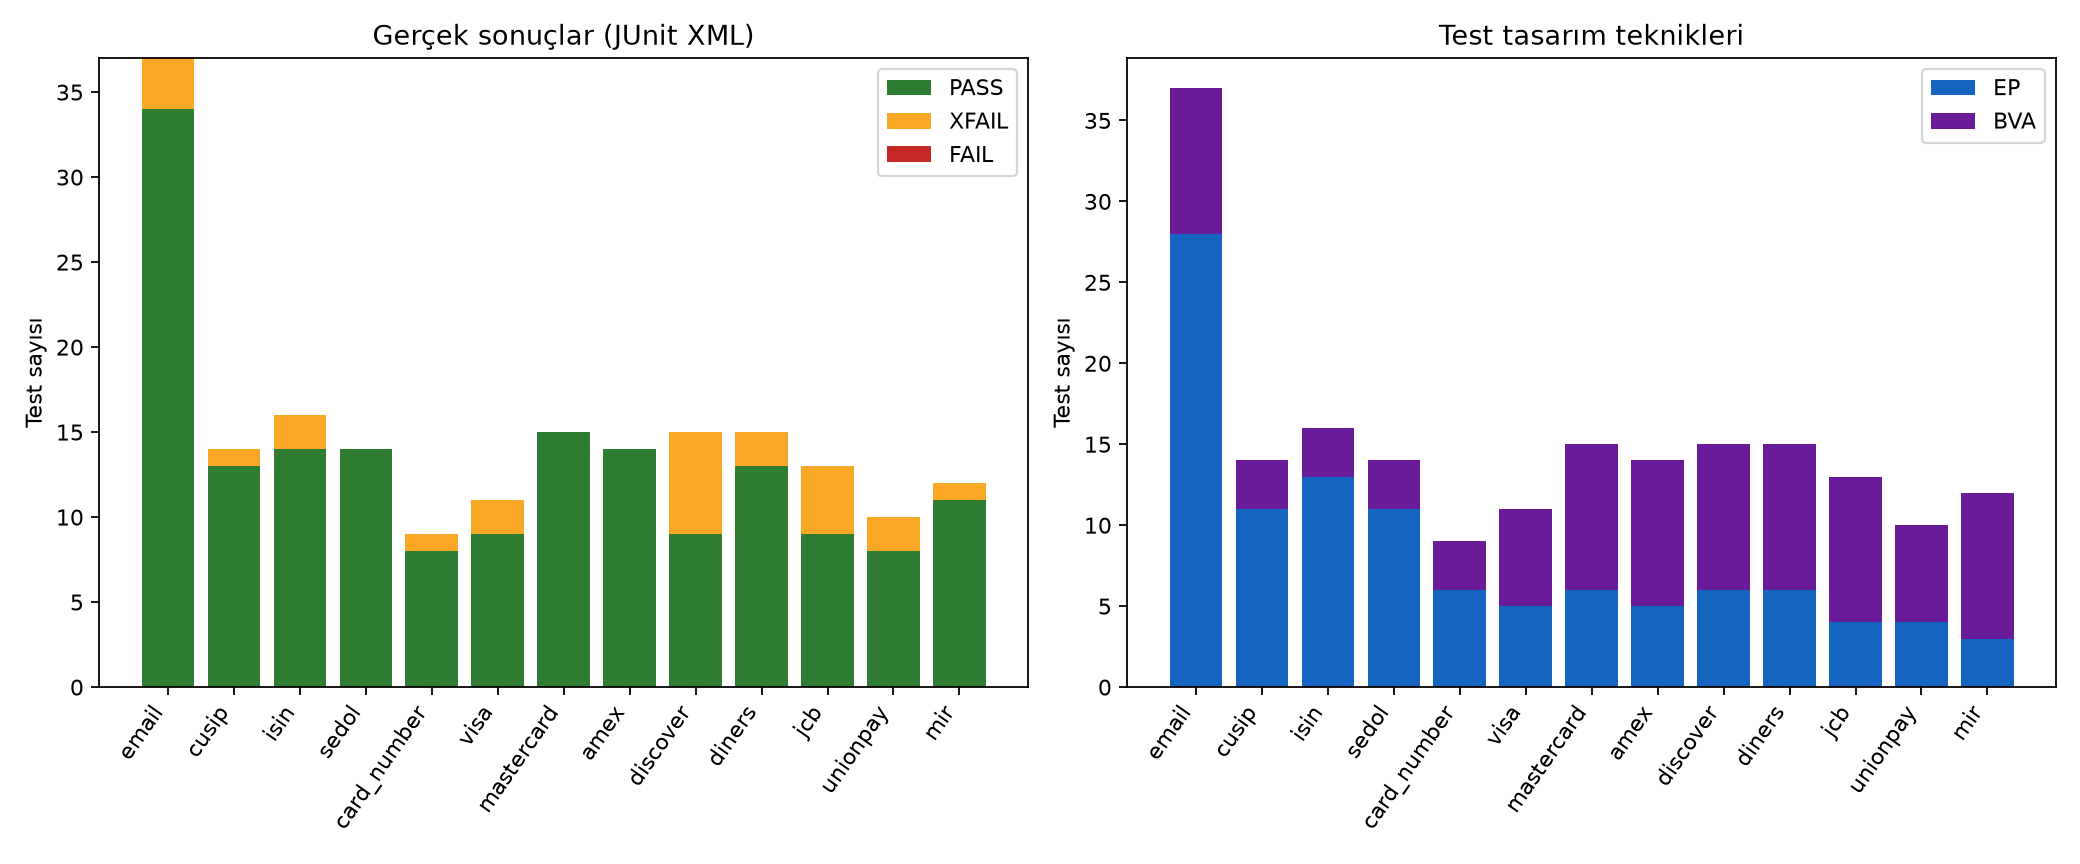 Gerçek sonuçlar (JUnit XML)
Test sayısı
35
30
25
20
15
10
5
0
PASS
XFAIL
FAIL
email
cusip
isin
sedol
card_number
visa
mastercard
amex
discover
diners
jcb
unionpay
mir
Test tasarım teknikleri
Test sayısı
35
30
25
20
15
10
5
0
EP
BVA
email
cusip
isin
sedol
card_number
visa
mastercard
amex
discover
diners
jcb
unionpay
mir